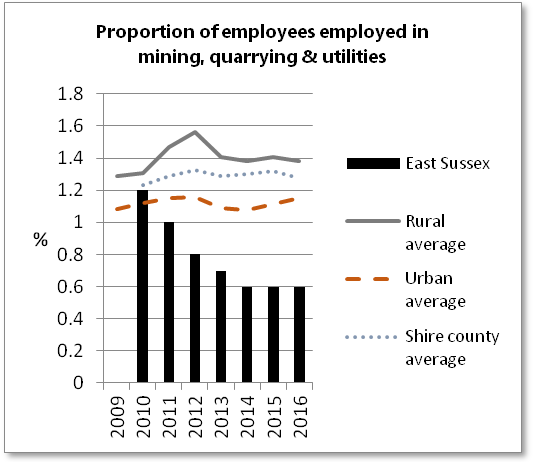 Proportion of employees employed in
mining, quarrying & utilities
1.8
1.6
1.4
1.2
1
0.8
0.6
0.4
0.2
0
%
2009
2010
2011
2012
2013
2014
2015
2016
East Sussex
Rural
average
Urban
average
Shire county
average